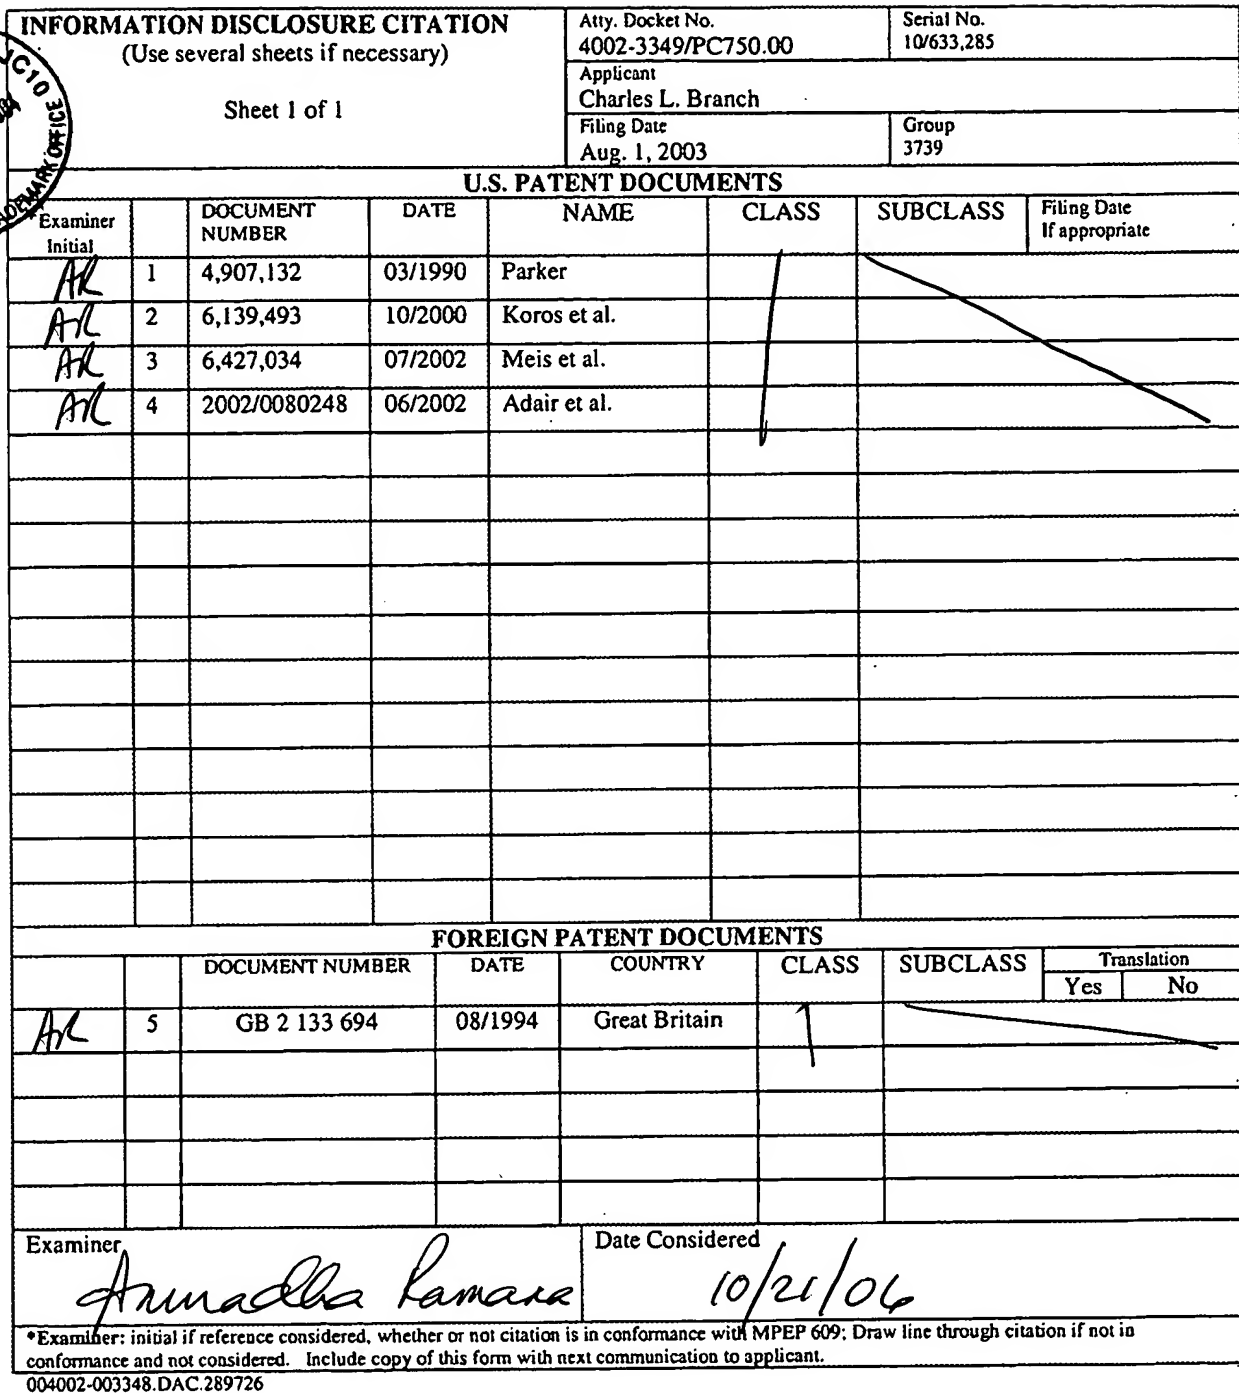 INFORMATION DISCLOSURE CITATION
(Use several sheets if necessary)
Sheet 1 of 1
Atty. Docket No.
4002-3349/PC750.00
Serial No.
10/633,285
Applicant
Charles L. Branch
Filing Date
Aug. 1, 2003
Group
3739
JC10
OFFICE
U.S. PATENT DOCUMENTS
Examiner Initial DOCUMENT NUMBER DATE NAME CLASS SUBCLASS Filing Date If appropriate
AR 1 4,907,132 03/1990 Parker
AR 2 6,139,493 10/2000 Koros et al.
AR 3 6,427,034 07/2002 Meis et al.
AR 4 2002/0080248 06/2002 Adair et al.
FOREIGN PATENT DOCUMENTS
DOCUMENT NUMBER DATE COUNTRY CLASS SUBCLASS Translation
Yes No
AR 5 GB 2 133 694 08/1994 Great Britain
Examiner Anuradha Ramana
Date Considered 10/21/06
*Examiner: initial if reference considered, whether or not citation is in conformance with MPEP 609; Draw line through citation if not in
conformance and not considered. Include copy of this form with next communication to applicant.
004002-003348.DAC.289726